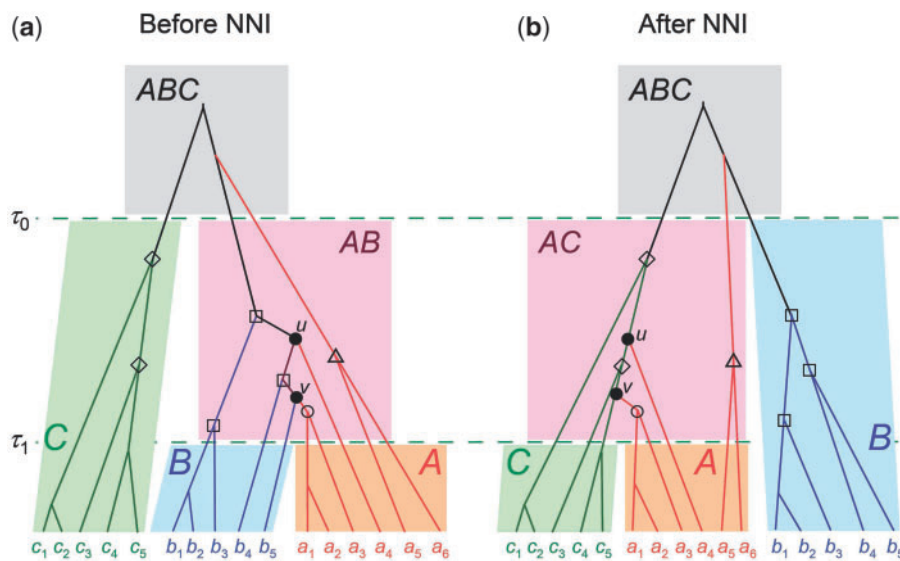 (a) Before NNI (b) After NNI
ABC ABC
τ0
AB AC
u u
v v
τ1
C B A C A B
c1 c2 c3 c4 c5 b1 b2 b3 b4 b5 a1 a2 a3 a4 a5 a6 c1 c2 c3 c4 c5 a1 a2 a3 a4 a5 a6 b1 b2 b3 b4 b5